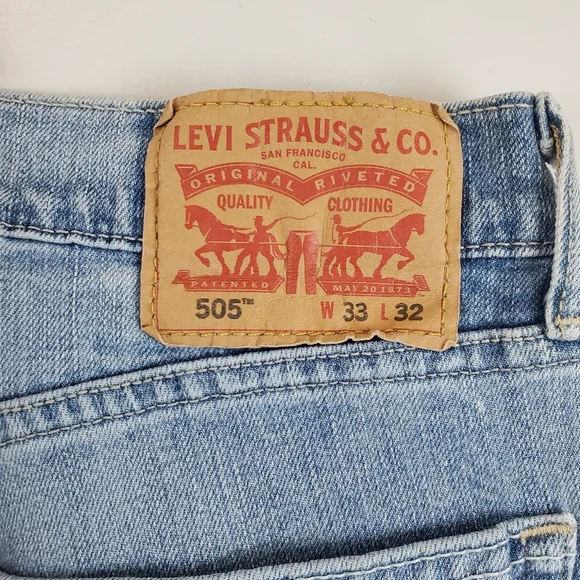 LEVI STRAUSS & CO.
SAN FRANCISCO
CAL.
ORIGINAL RIVETED
QUALITY CLOTHING
PATENTED MAY 20 1873
505™ W 33 L 32